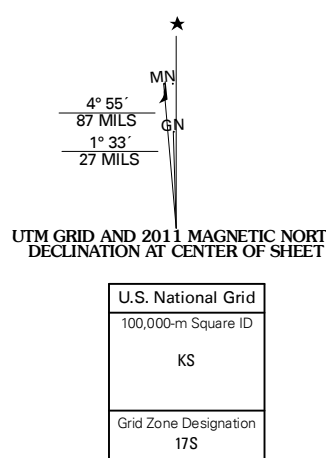 ★
MN
4° 55´
87 MILS
GN
1° 33´
27 MILS
UTM GRID AND 2011 MAGNETIC NORT
DECLINATION AT CENTER OF SHEET
U.S. National Grid
100,000-m Square ID
KS
Grid Zone Designation
17S